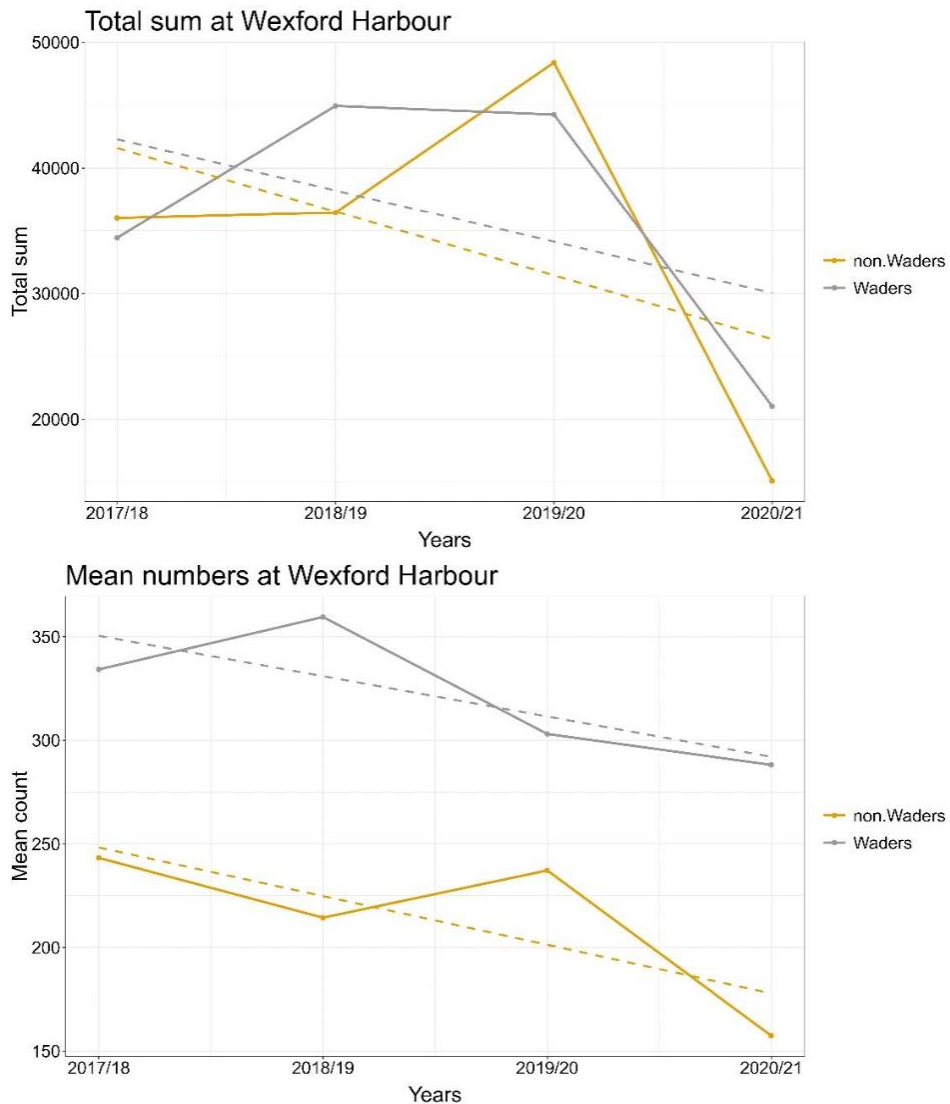 Total sum at Wexford Harbour
50000
40000
30000
20000
Total sum
2017/18 2018/19 2019/20 2020/21
Years
non.Waders
Waders
Mean numbers at Wexford Harbour
350
300
250
200
150
Mean count
2017/18 2018/19 2019/20 2020/21
Years
non.Waders
Waders